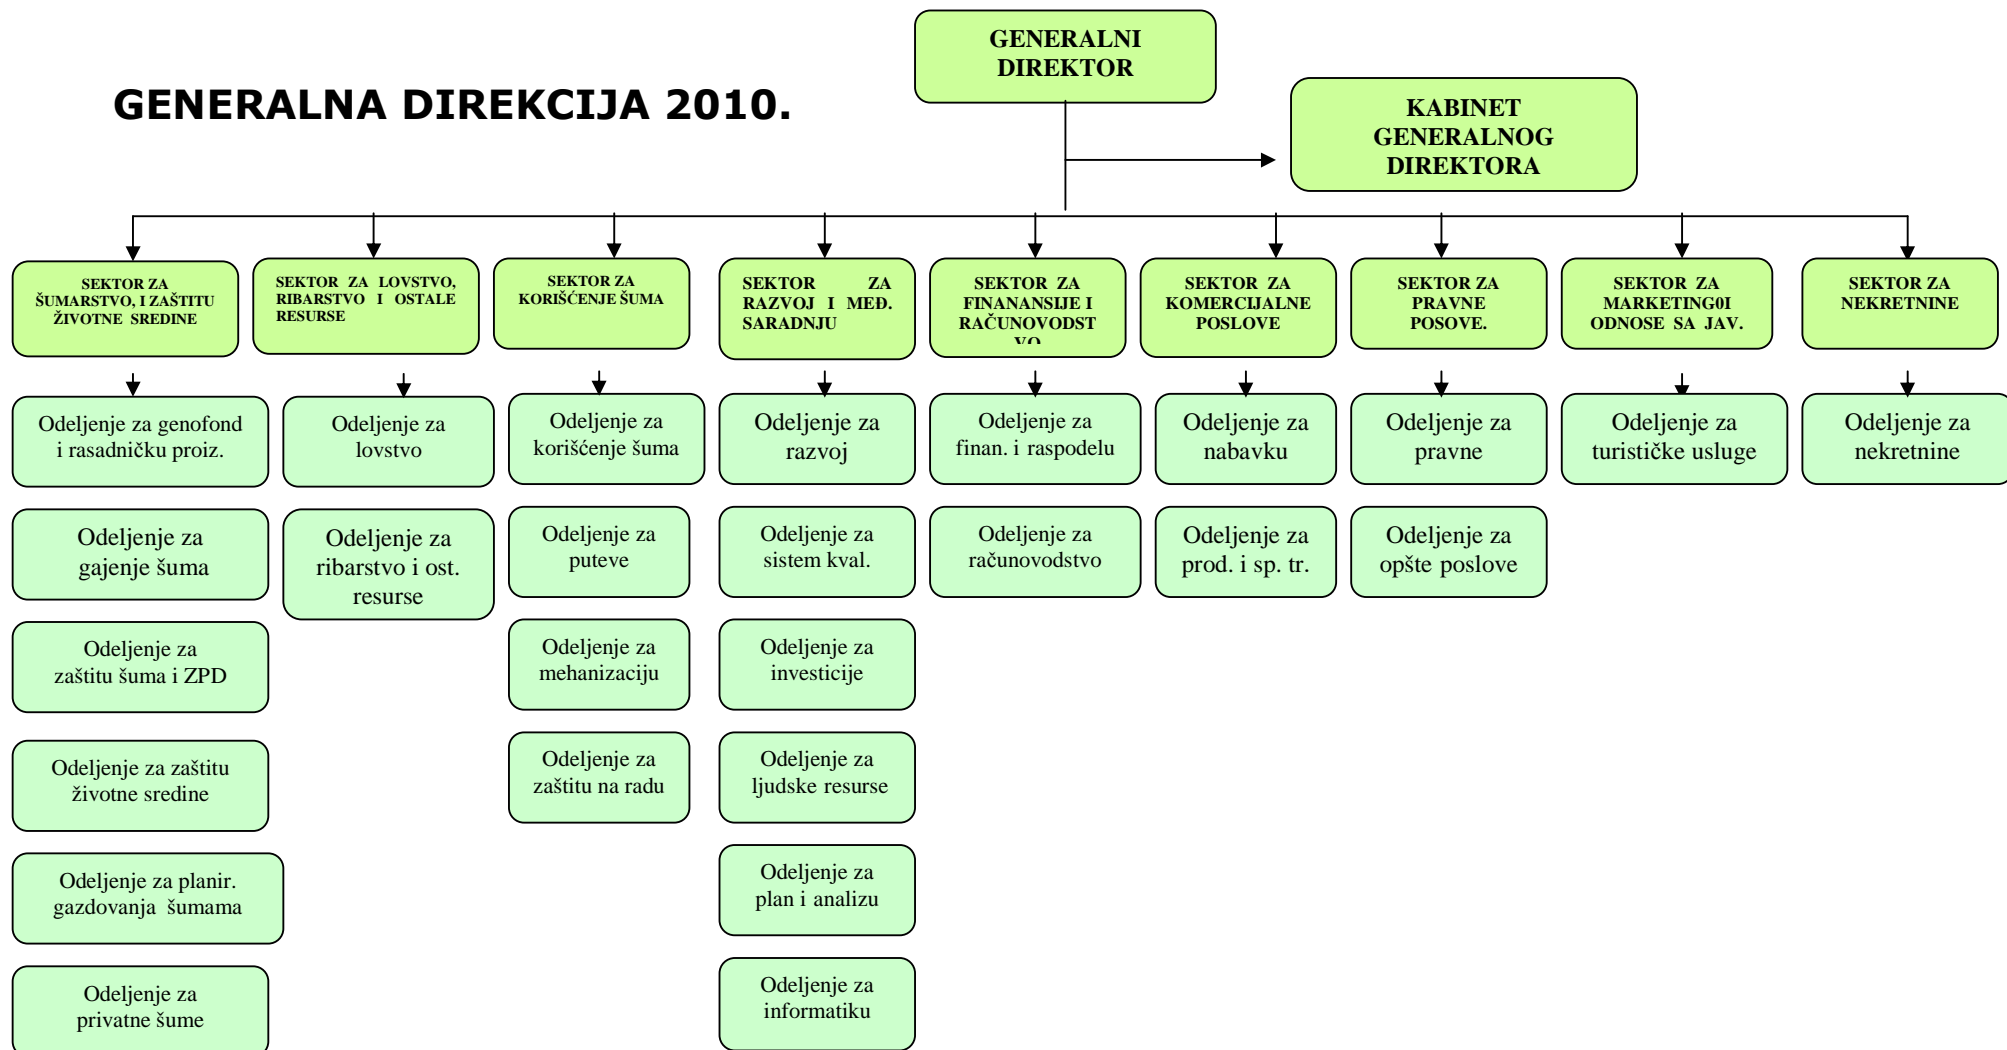 GENERALNI
DIREKTOR
GENERALNA DIREKCIJA 2010.
KABINET
GENERALNOG
DIREKTORA
SEKTOR ZA
ŠUMARSTVO, I ZAŠTITU
ŽIVOTNE SREDINE
SEKTOR ZA LOVSTVO,
RIBARSTVO I OSTALE
RESURSE
SEKTOR ZA
KORIŠĆENJE ŠUMA
SEKTOR ZA
RAZVOJ I MEĐ.
SARADNJU
SEKTOR ZA
FINANANSIJE I
RAČUNOVODST
VO
SEKTOR ZA
KOMERCIJALNE
POSLOVE
SEKTOR ZA
PRAVNE
POSOVE.
SEKTOR ZA
MARKETING0I
ODNOSE SA JAV.
SEKTOR ZA
NEKRETNINE
Odeljenje za genofond
i rasadničku proiz.
Odeljenje za
lovstvo
Odeljenje za
korišćenje šuma
Odeljenje za
razvoj
Odeljenje za
finan. i raspodelu
Odeljenje za
nabavku
Odeljenje za
pravne
Odeljenje za
turističke usluge
Odeljenje za
nekretnine
Odeljenje za
gajenje šuma
Odeljenje za
ribarstvo i ost.
resurse
Odeljenje za
puteve
Odeljenje za
sistem kval.
Odeljenje za
računovodstvo
Odeljenje za
prod. i sp. tr.
Odeljenje za
opšte poslove
Odeljenje za
zaštitu šuma i ZPD
Odeljenje za
mehanizaciju
Odeljenje za
investicije
Odeljenje za zaštitu
životne sredine
Odeljenje za
zaštitu na radu
Odeljenje za
ljudske resurse
Odeljenje za planir.
gazdovanja šumama
Odeljenje za
plan i analizu
Odeljenje za
privatne šume
Odeljenje za
informatiku